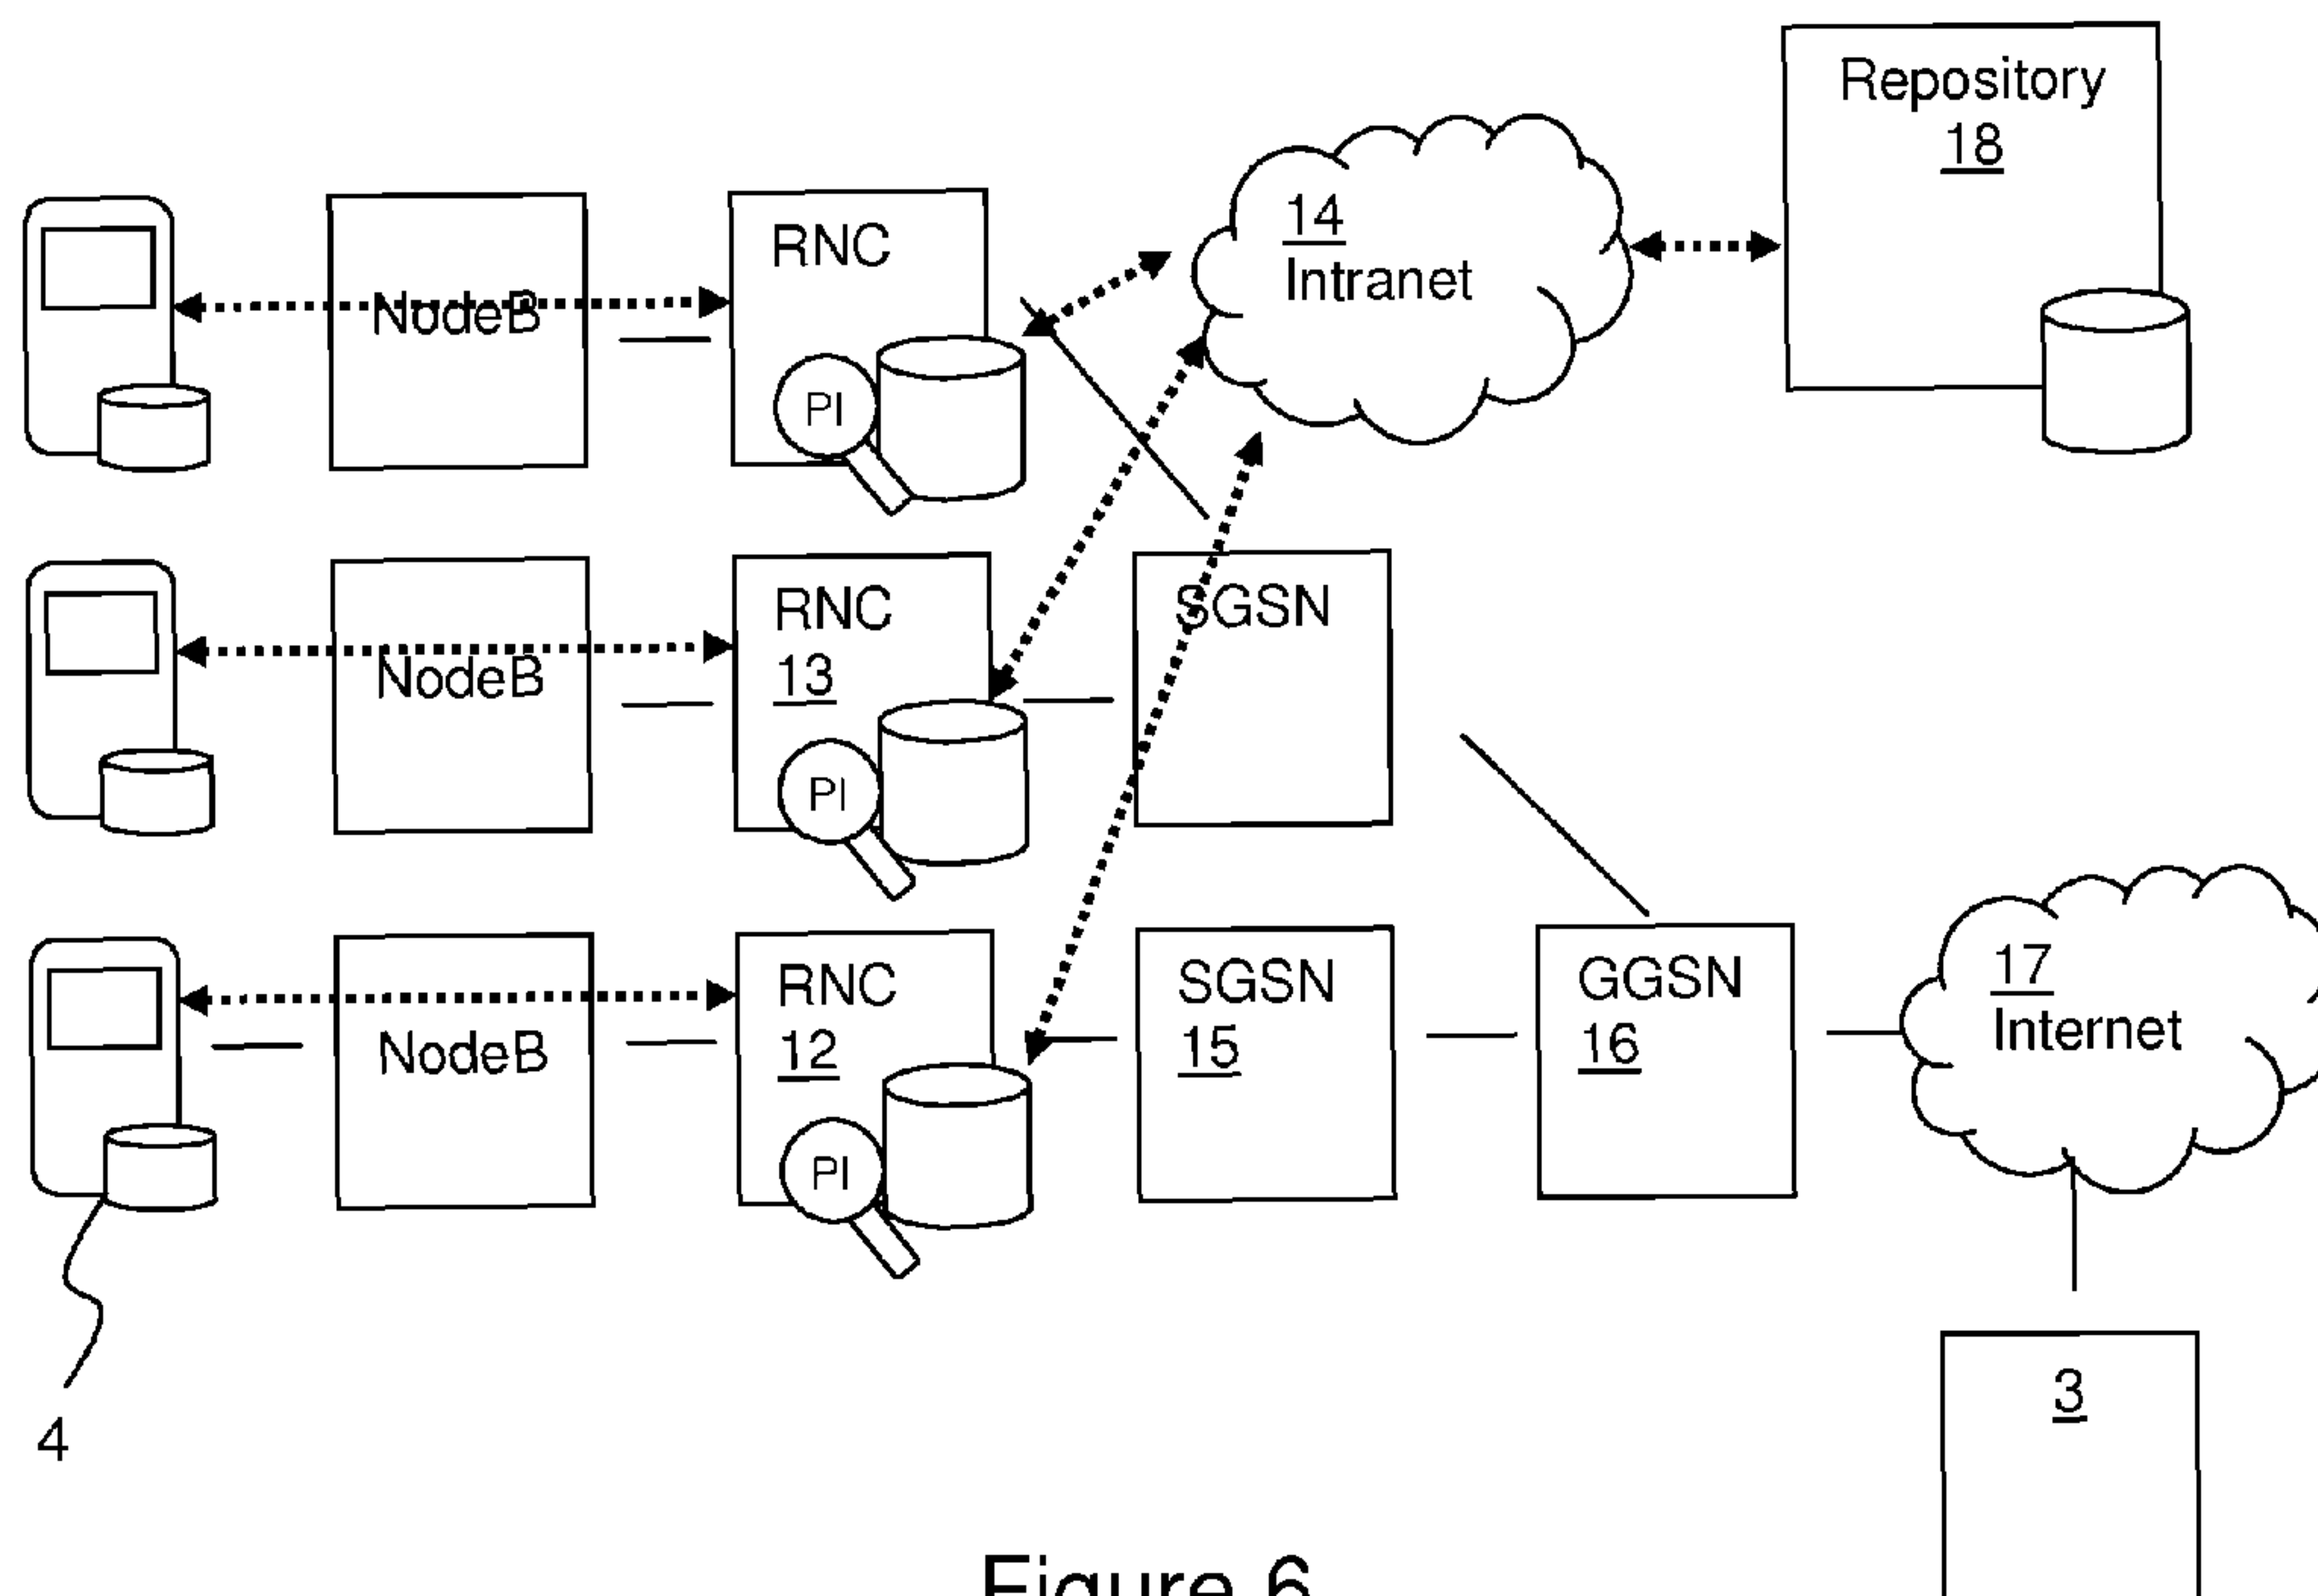 Repository
18
14
Intranet
NodeB
RNC
PI
NodeB
RNC
13
PI
SGSN
NodeB
RNC
12
PI
SGSN
15
GGSN
16
17
Internet
3
4
Figure 6